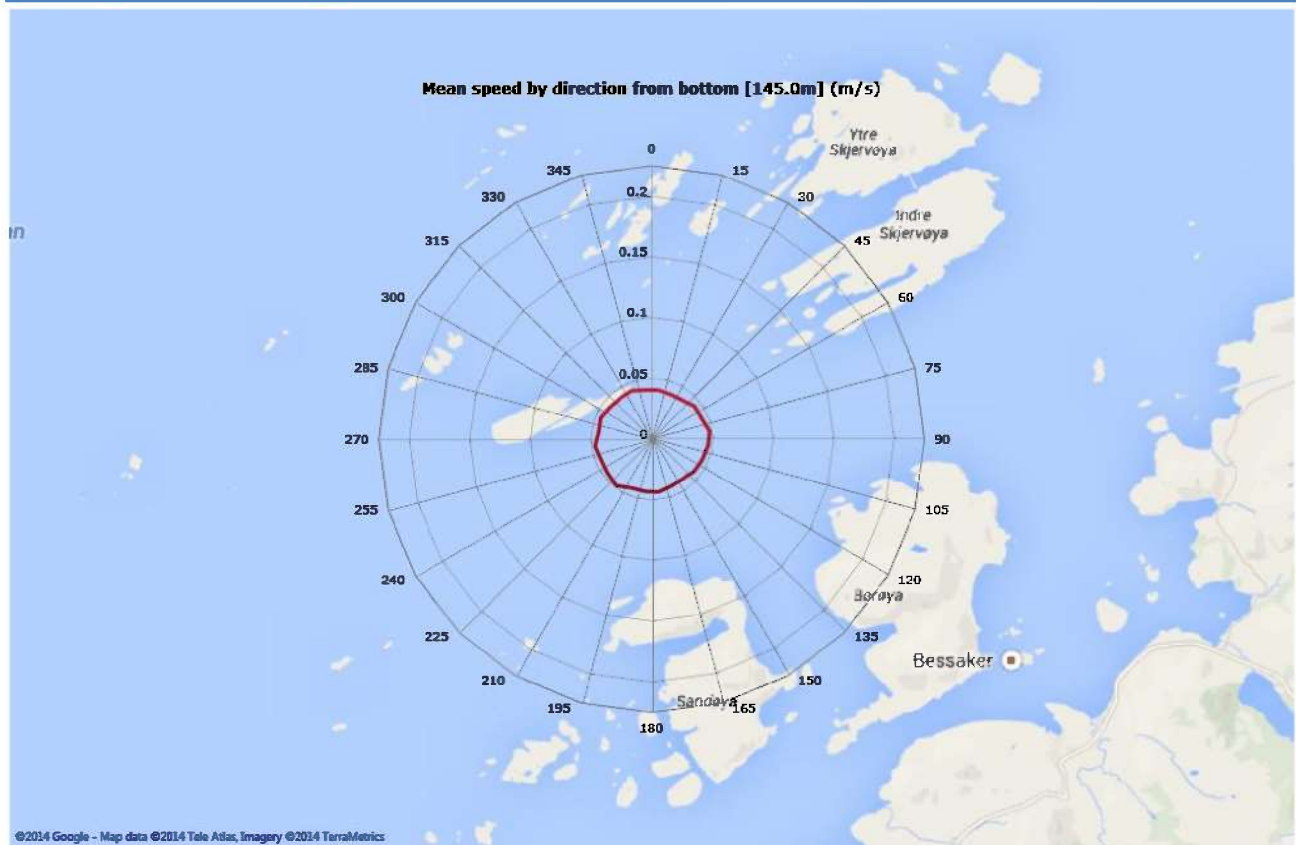 Mean speed by direction from bottom [145.0m] (m/s)
Ytre
Skjervøya
0
345
15
330
0.2
30
Indre
Skjervøya
an
315
0.15
45
300
0.1
60
285
0.05
75
270
0
90
255
105
240
120
Borøya
225
135
Bessaker
210
150
195
Sandøya
165
180
©2014 Google - Map data ©2014 Tele Atlas, Imagery ©2014 TerraMetrics